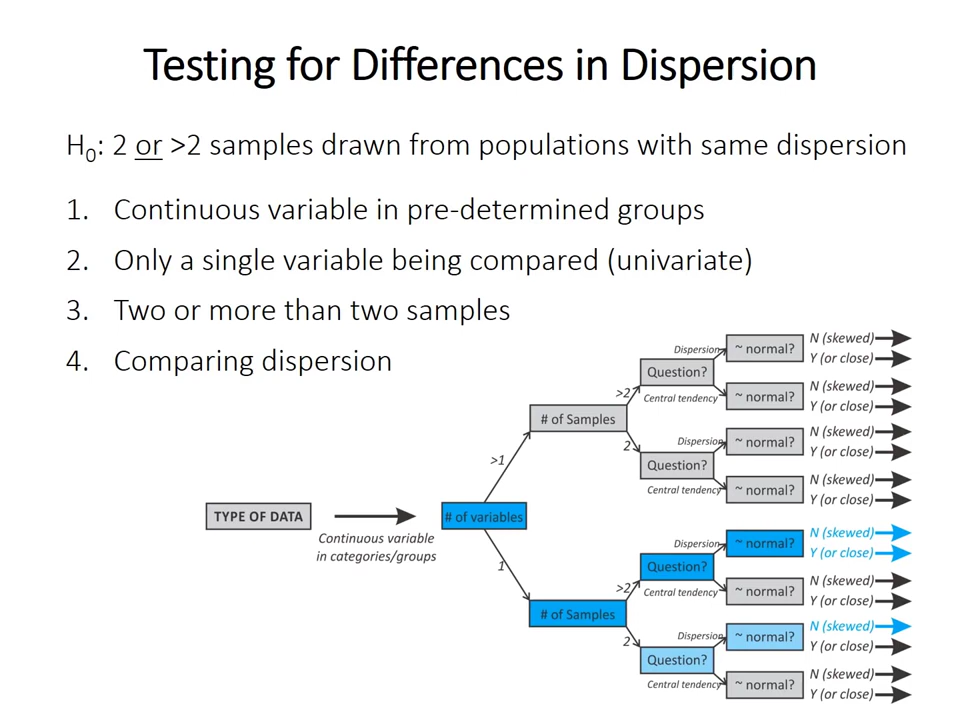 Testing for Differences in Dispersion
H0: 2 or >2 samples drawn from populations with same dispersion
1. Continuous variable in pre-determined groups
2. Only a single variable being compared (univariate)
3. Two or more than two samples
4. Comparing dispersion
TYPE OF DATA
Continuous variable
in categories/groups
# of variables
>1
# of Samples
>2
Question?
Dispersion
~ normal?
N (skewed)
Y (or close)
Central tendency
~ normal?
N (skewed)
Y (or close)
2
Question?
Dispersion
~ normal?
N (skewed)
Y (or close)
Central tendency
~ normal?
N (skewed)
Y (or close)
1
# of Samples
>2
Question?
Dispersion
~ normal?
N (skewed)
Y (or close)
Central tendency
~ normal?
N (skewed)
Y (or close)
2
Question?
Dispersion
~ normal?
N (skewed)
Y (or close)
Central tendency
~ normal?
N (skewed)
Y (or close)